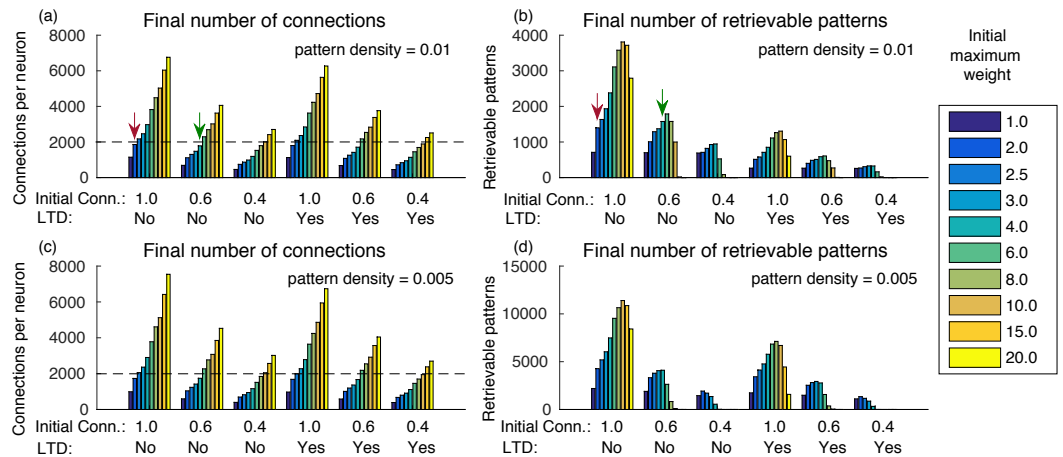 (a) Final number of connections
pattern density = 0.01
Connections per neuron
8000
6000
4000
2000
0
Initial Conn.: 1.0 0.6 0.4 1.0 0.6 0.4
LTD: No No No Yes Yes Yes
(b) Final number of retrievable patterns
pattern density = 0.01
Retrievable patterns
4000
3000
2000
1000
0
Initial Conn.: 1.0 0.6 0.4 1.0 0.6 0.4
LTD: No No No Yes Yes Yes
(c) Final number of connections
pattern density = 0.005
Connections per neuron
8000
6000
4000
2000
0
Initial Conn.: 1.0 0.6 0.4 1.0 0.6 0.4
LTD: No No No Yes Yes Yes
(d) Final number of retrievable patterns
pattern density = 0.005
Retrievable patterns
15000
10000
5000
0
Initial Conn.: 1.0 0.6 0.4 1.0 0.6 0.4
LTD: No No No Yes Yes Yes
Initial
maximum
weight
1.0
2.0
2.5
3.0
4.0
6.0
8.0
10.0
15.0
20.0